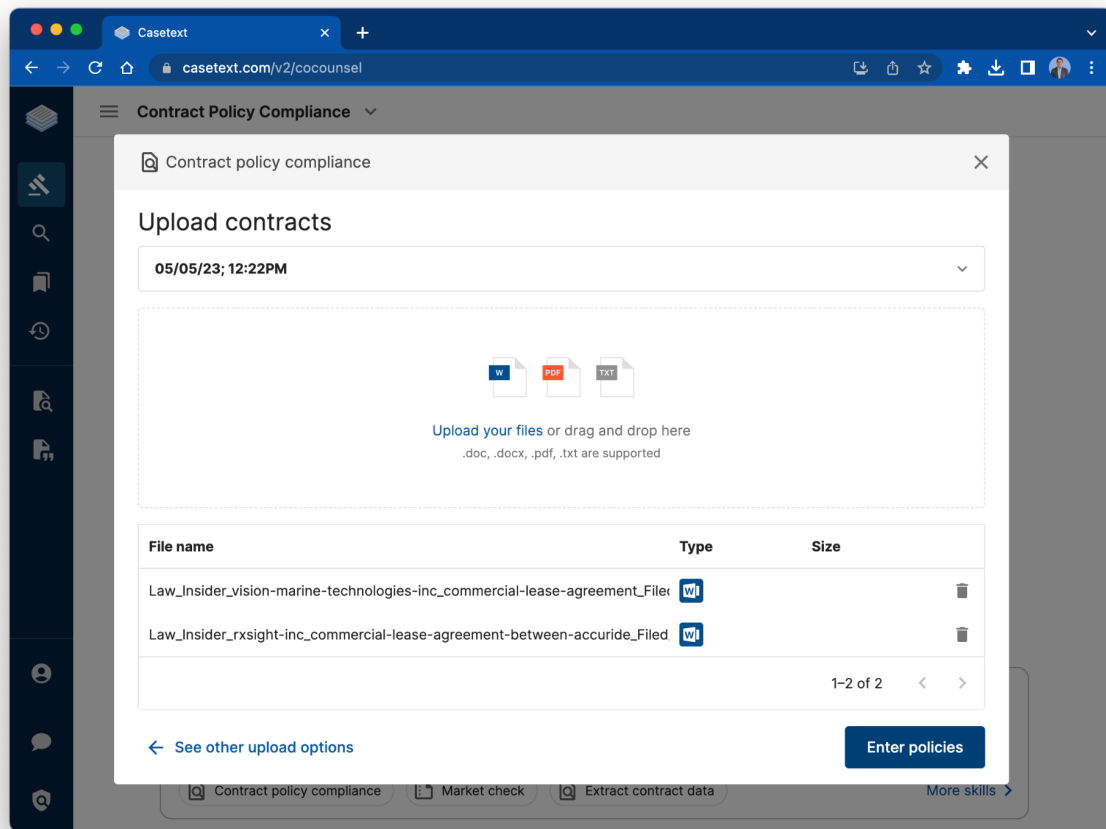 Casetext
casetext.com/v2/cocounsel
Contract Policy Compliance
Contract policy compliance
Upload contracts
05/05/23; 12:22PM
W PDF TXT
Upload your files or drag and drop here
.doc, .docx, .pdf, .txt are supported
File name Type Size
Law_Insider_vision-marine-technologies-inc_commercial-lease-agreement_Filed W
Law_Insider_rxsight-inc_commercial-lease-agreement-between-accuride_Filed_ W
1–2 of 2
See other upload options
Enter policies
Contract policy compliance Market check Extract contract data More skills